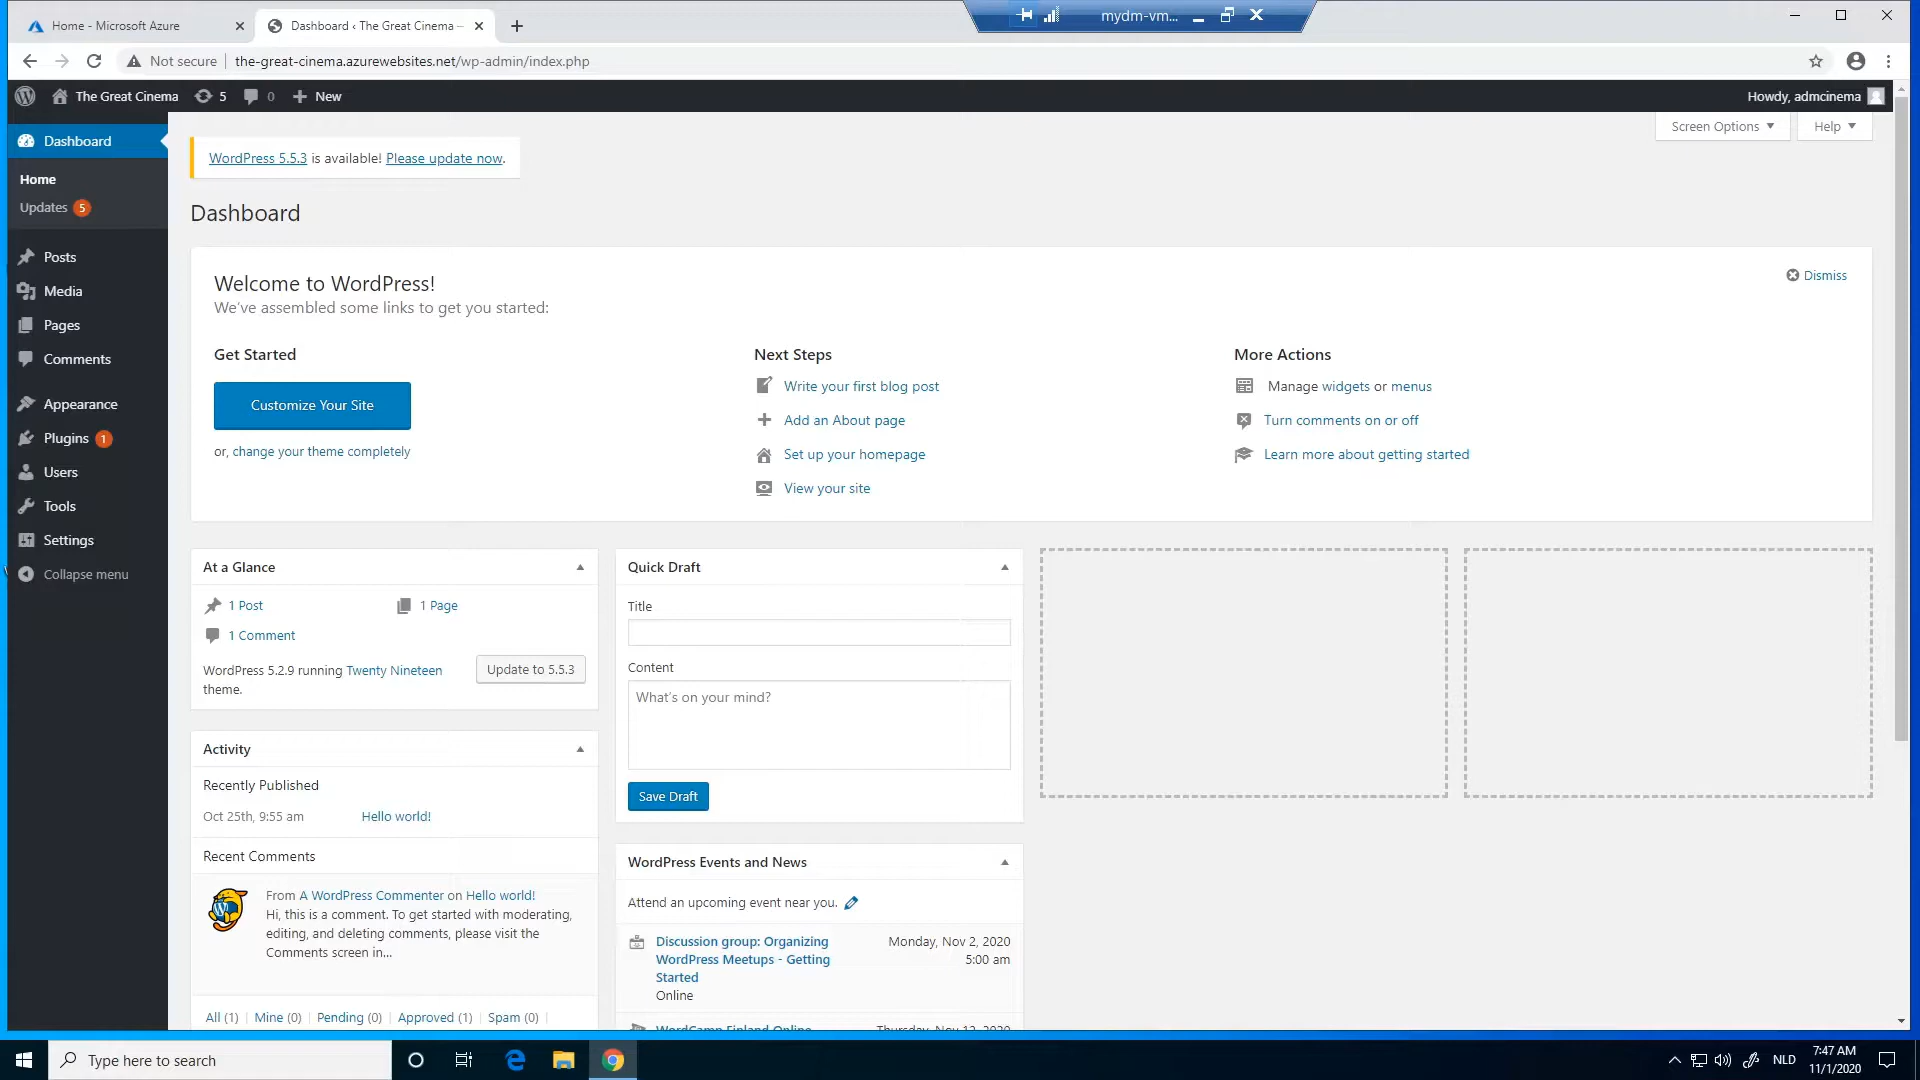 Home - Microsoft Azure
Dashboard ‹ The Great Cinema —
mydm-vm...
Not secure
the-great-cinema.azurewebsites.net/wp-admin/index.php
The Great Cinema
5
0
New
Howdy, admcinema
Dashboard
Home
Updates 5
Posts
Media
Pages
Comments
Appearance
Plugins 1
Users
Tools
Settings
Collapse menu
Screen Options
Help
WordPress 5.5.3 is available! Please update now.
Dashboard
Welcome to WordPress!
We've assembled some links to get you started:
Dismiss
Get Started
Customize Your Site
or, change your theme completely
Next Steps
Write your first blog post
Add an About page
Set up your homepage
View your site
More Actions
Manage widgets or menus
Turn comments on or off
Learn more about getting started
At a Glance
1 Post
1 Page
1 Comment
WordPress 5.2.9 running Twenty Nineteen
theme.
Update to 5.5.3
Activity
Recently Published
Oct 25th, 9:55 am
Hello world!
Recent Comments
From A WordPress Commenter on Hello world!
Hi, this is a comment. To get started with moderating,
editing, and deleting comments, please visit the
Comments screen in...
All (1) | Mine (0) | Pending (0) | Approved (1) | Spam (0) |
Quick Draft
Title
Content
What's on your mind?
Save Draft
WordPress Events and News
Attend an upcoming event near you.
Discussion group: Organizing
WordPress Meetups - Getting
Started
Online
Monday, Nov 2, 2020
5:00 am
WordCamp Finland Online
Thursday, Nov 12, 2020
Type here to search
NLD
7:47 AM
11/1/2020